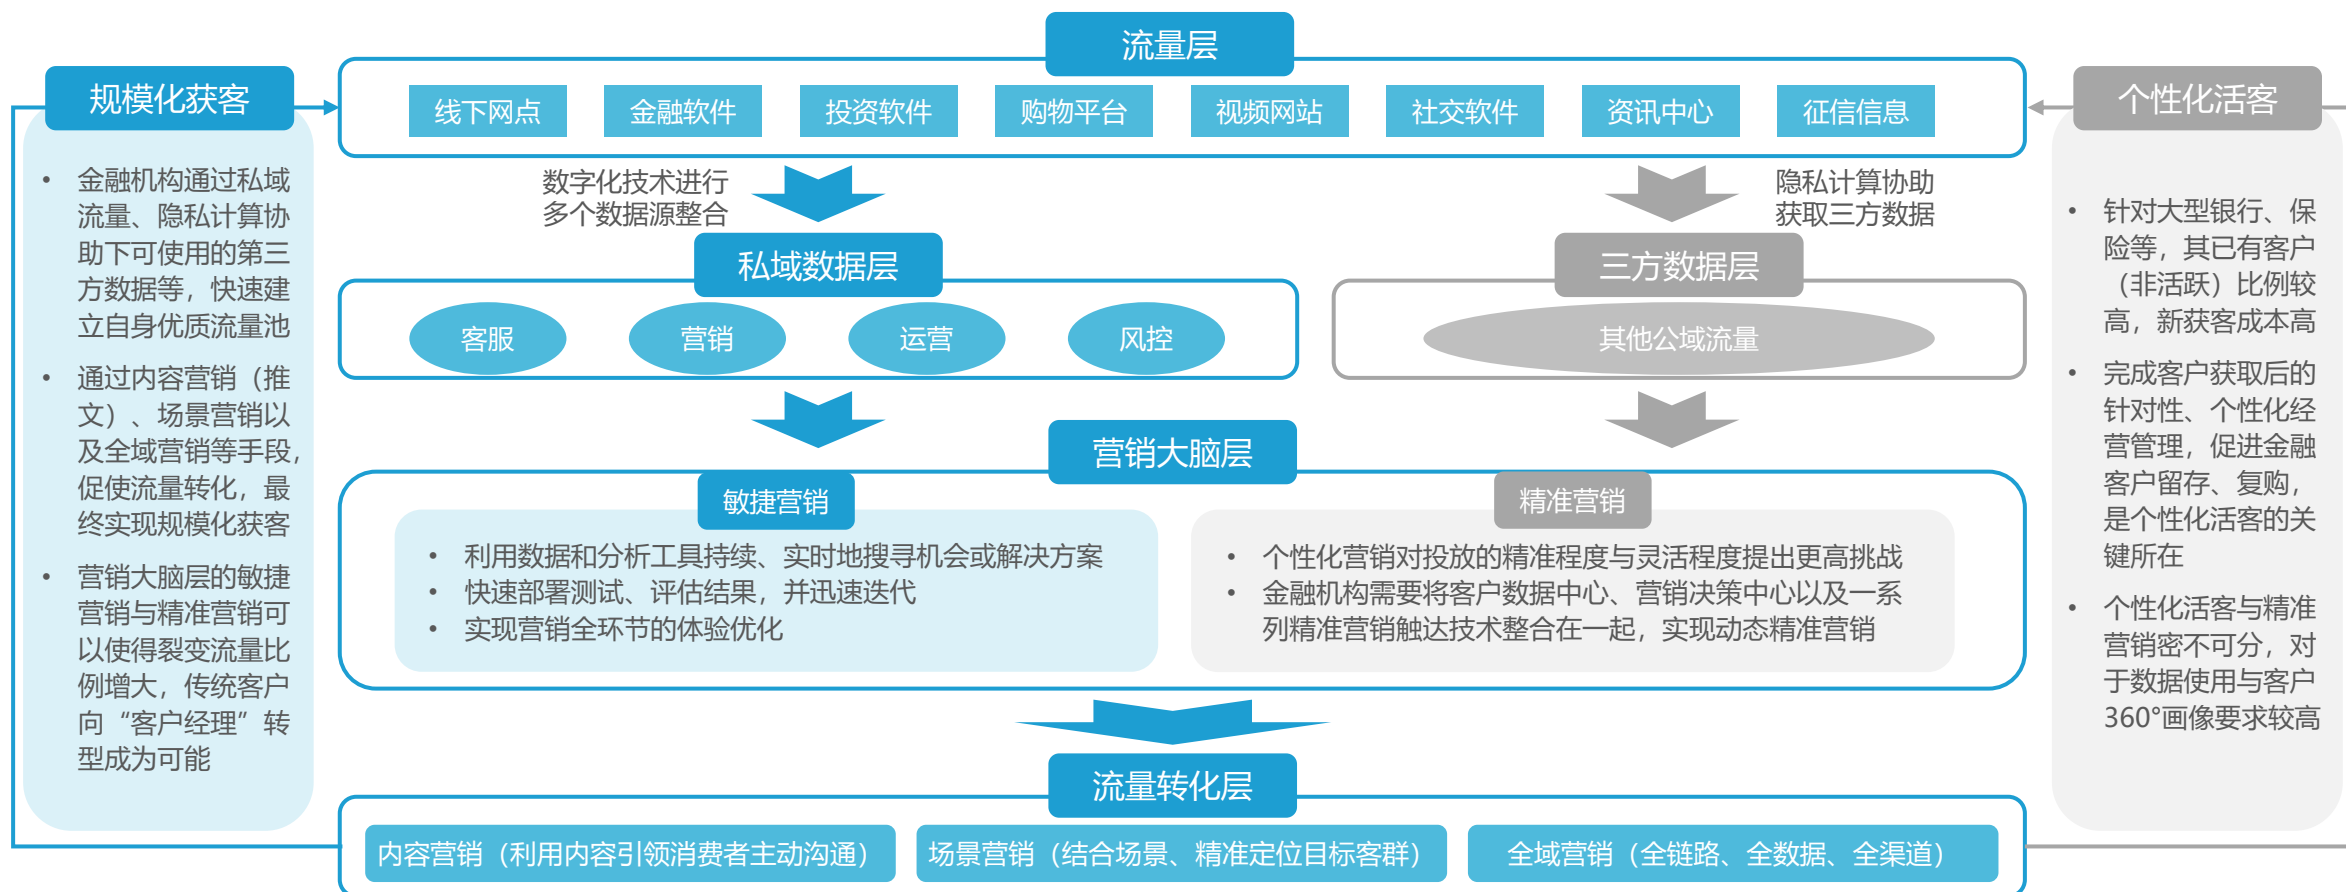 流量层
线下网点
金融软件
投资软件
购物平台
视频网站
社交软件
资讯中心
征信信息
规模化获客
• 金融机构通过私域
流量、隐私计算协
助下可使用的第三
方数据等，快速建
立自身优质流量池
• 通过内容营销（推
文）、场景营销以
及全域营销等手段，
促使流量转化，最
终实现规模化获客
• 营销大脑层的敏捷
营销与精准营销可
以使得裂变流量比
例增大，传统客户
向“客户经理”转
型成为可能
数字化技术进行
多个数据源整合
隐私计算协助
获取三方数据
私域数据层
客服
营销
运营
风控
三方数据层
其他公域流量
营销大脑层
敏捷营销
• 利用数据和分析工具持续、实时地搜寻机会或解决方案
• 快速部署测试、评估结果，并迅速迭代
• 实现营销全环节的体验优化
精准营销
• 个性化营销对投放的精准程度与灵活程度提出更高挑战
• 金融机构需要将客户数据中心、营销决策中心以及一系
列精准营销触达技术整合在一起，实现动态精准营销
流量转化层
内容营销（利用内容引领消费者主动沟通）
场景营销（结合场景、精准定位目标客群）
全域营销（全链路、全数据、全渠道）
个性化活客
• 针对大型银行、保
险等，其已有客户
（非活跃）比例较
高，新获客成本高
• 完成客户获取后的
针对性、个性化经
营管理，促进金融
客户留存、复购，
是个性化活客的关
键所在
• 个性化活客与精准
营销密不可分，对
于数据使用与客户
360°画像要求较高